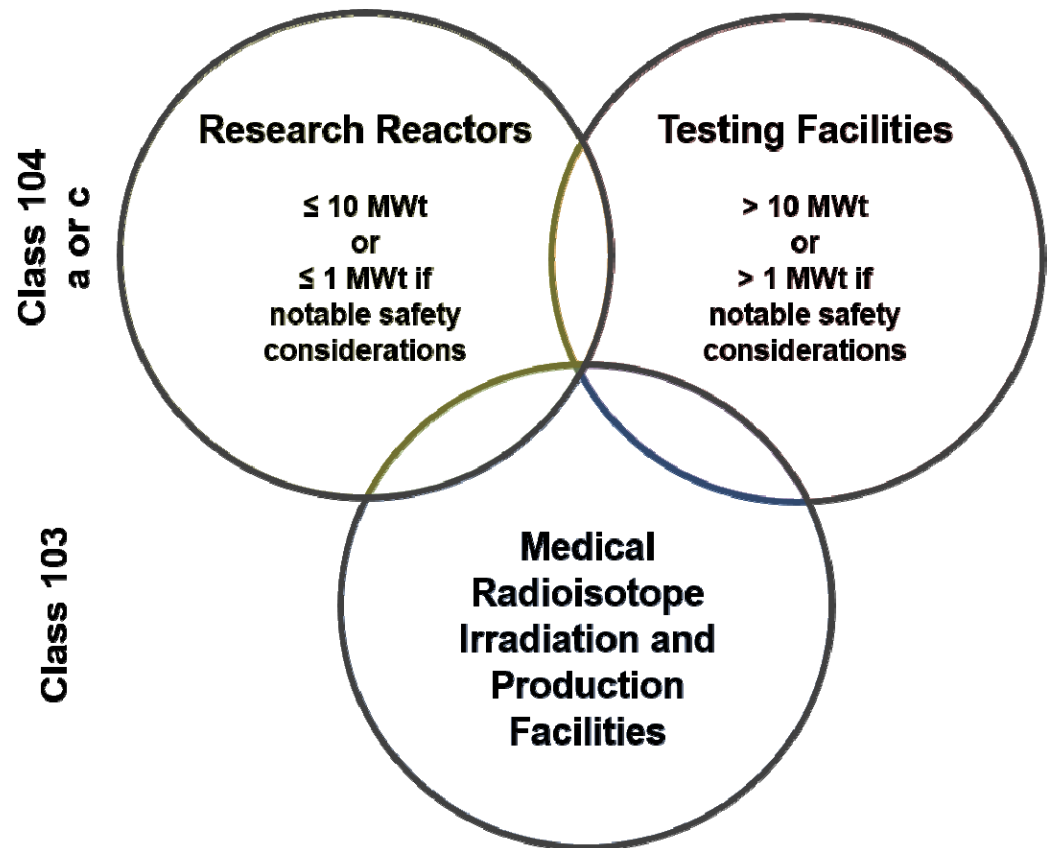 Class 104
a or c
Research Reactors
≤ 10 MWt
or
≤ 1 MWt if
notable safety
considerations
Testing Facilities
> 10 MWt
or
> 1 MWt if
notable safety
considerations
Class 103
Medical
Radioisotope
Irradiation and
Production
Facilities